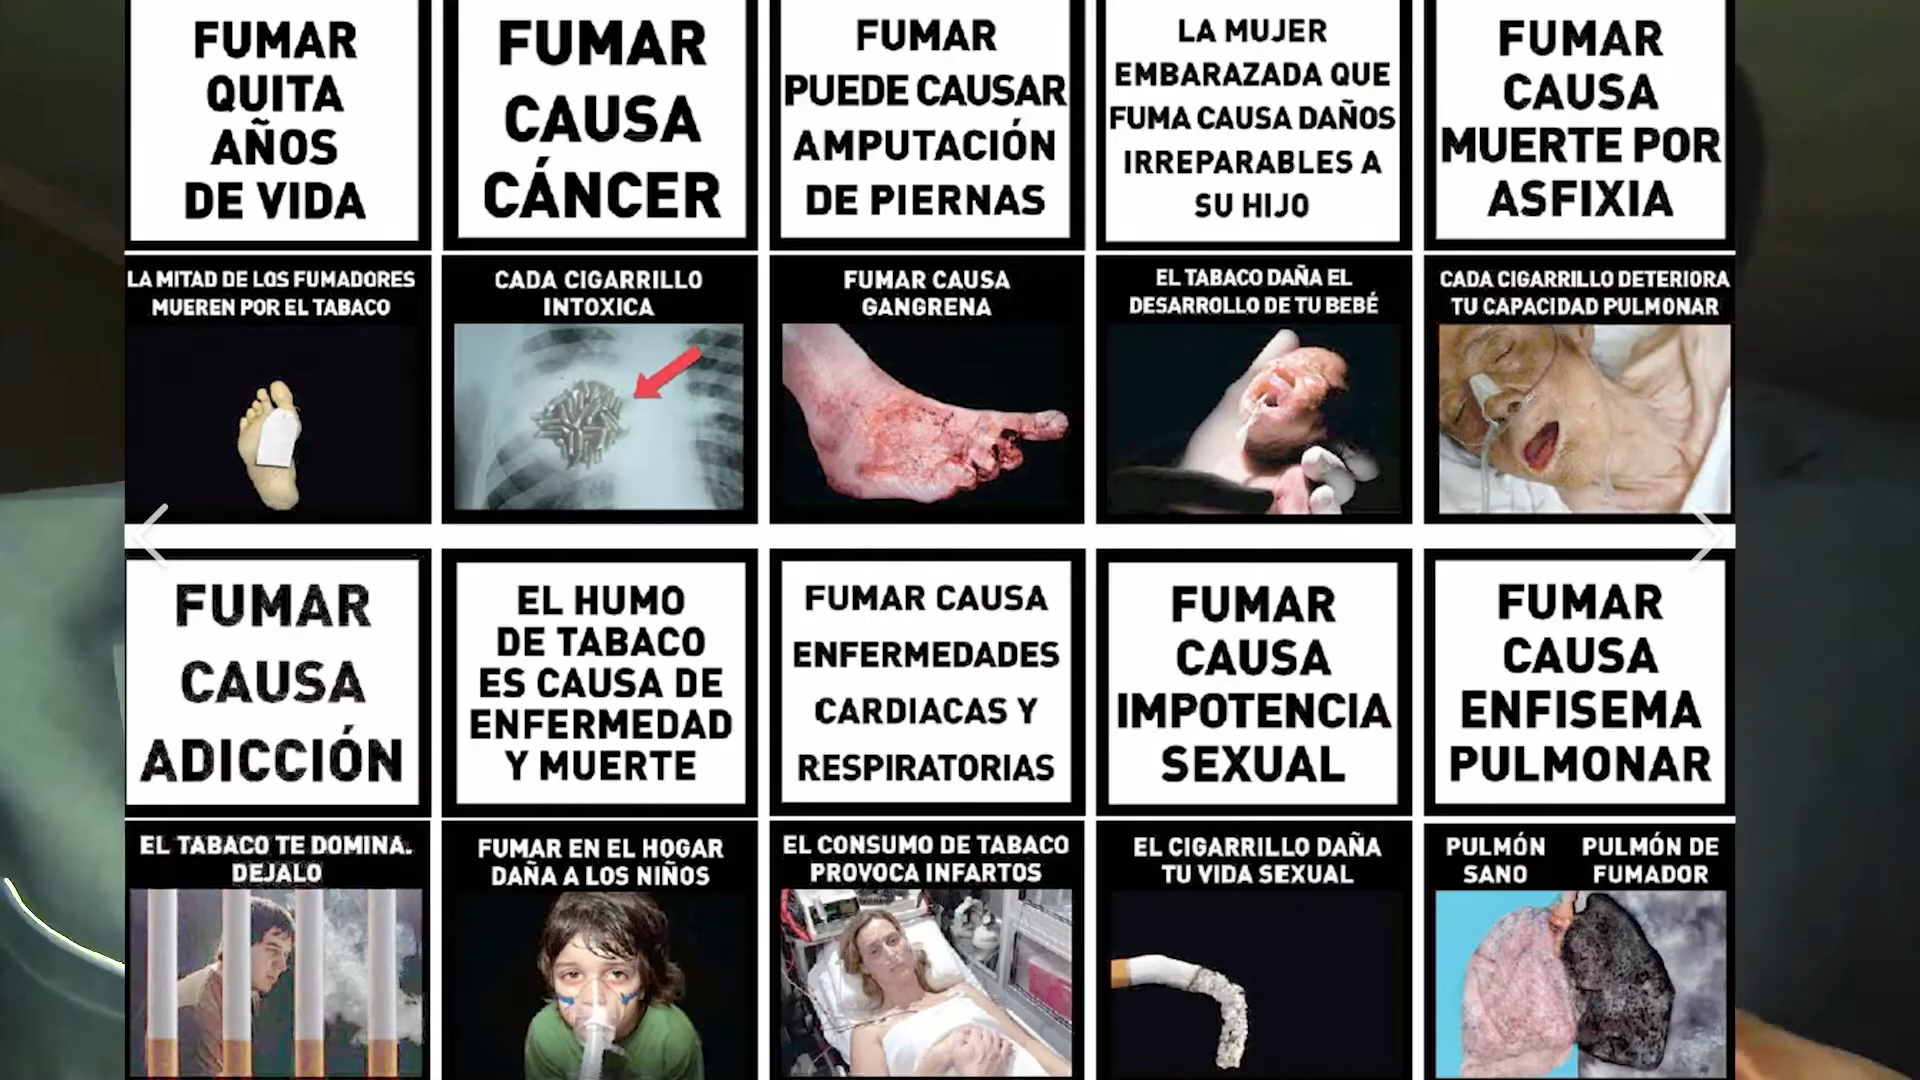 FUMAR
QUITA
AÑOS
DE VIDA
LA MITAD DE LOS FUMADORES
MUEREN POR EL TABACO
FUMAR
CAUSA
CÁNCER
CADA CIGARRILLO
INTOXICA
FUMAR
PUEDE CAUSAR
AMPUTACIÓN
DE PIERNAS
FUMAR CAUSA
GANGRENA
LA MUJER
EMBARAZADA QUE
FUMA CAUSA DAÑOS
IRREPARABLES A
SU HIJO
EL TABACO DAÑA EL
DESARROLLO DE TU BEBÉ
FUMAR
CAUSA
MUERTE POR
ASFIXIA
CADA CIGARRILLO DETERIORA
TU CAPACIDAD PULMONAR
FUMAR
CAUSA
ADICCIÓN
EL TABACO TE DOMINA.
DEJALO
EL HUMO
DE TABACO
ES CAUSA DE
ENFERMEDAD
Y MUERTE
FUMAR EN EL HOGAR
DAÑA A LOS NIÑOS
FUMAR CAUSA
ENFERMEDADES
CARDIACAS Y
RESPIRATORIAS
EL CONSUMO DE TABACO
PROVOCA INFARTOS
FUMAR
CAUSA
IMPOTENCIA
SEXUAL
EL CIGARRILLO DAÑA
TU VIDA SEXUAL
FUMAR
CAUSA
ENFISEMA
PULMONAR
PULMÓN
SANO
PULMÓN DE
FUMADOR